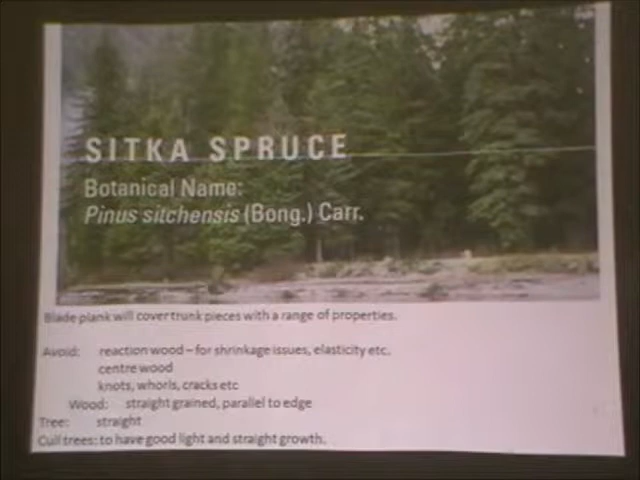 SITKA SPRUCE
Botanical Name:
Pinus sitchensis (Bong.) Carr.
Blade plank will cover trunk pieces with a range of properties.
Avoid: reaction wood – for shrinkage issues, elasticity etc.
centre wood
knots, whorls, cracks etc
Wood: straight grained, parallel to edge
Tree: straight
Cull trees: to have good light and straight growth.